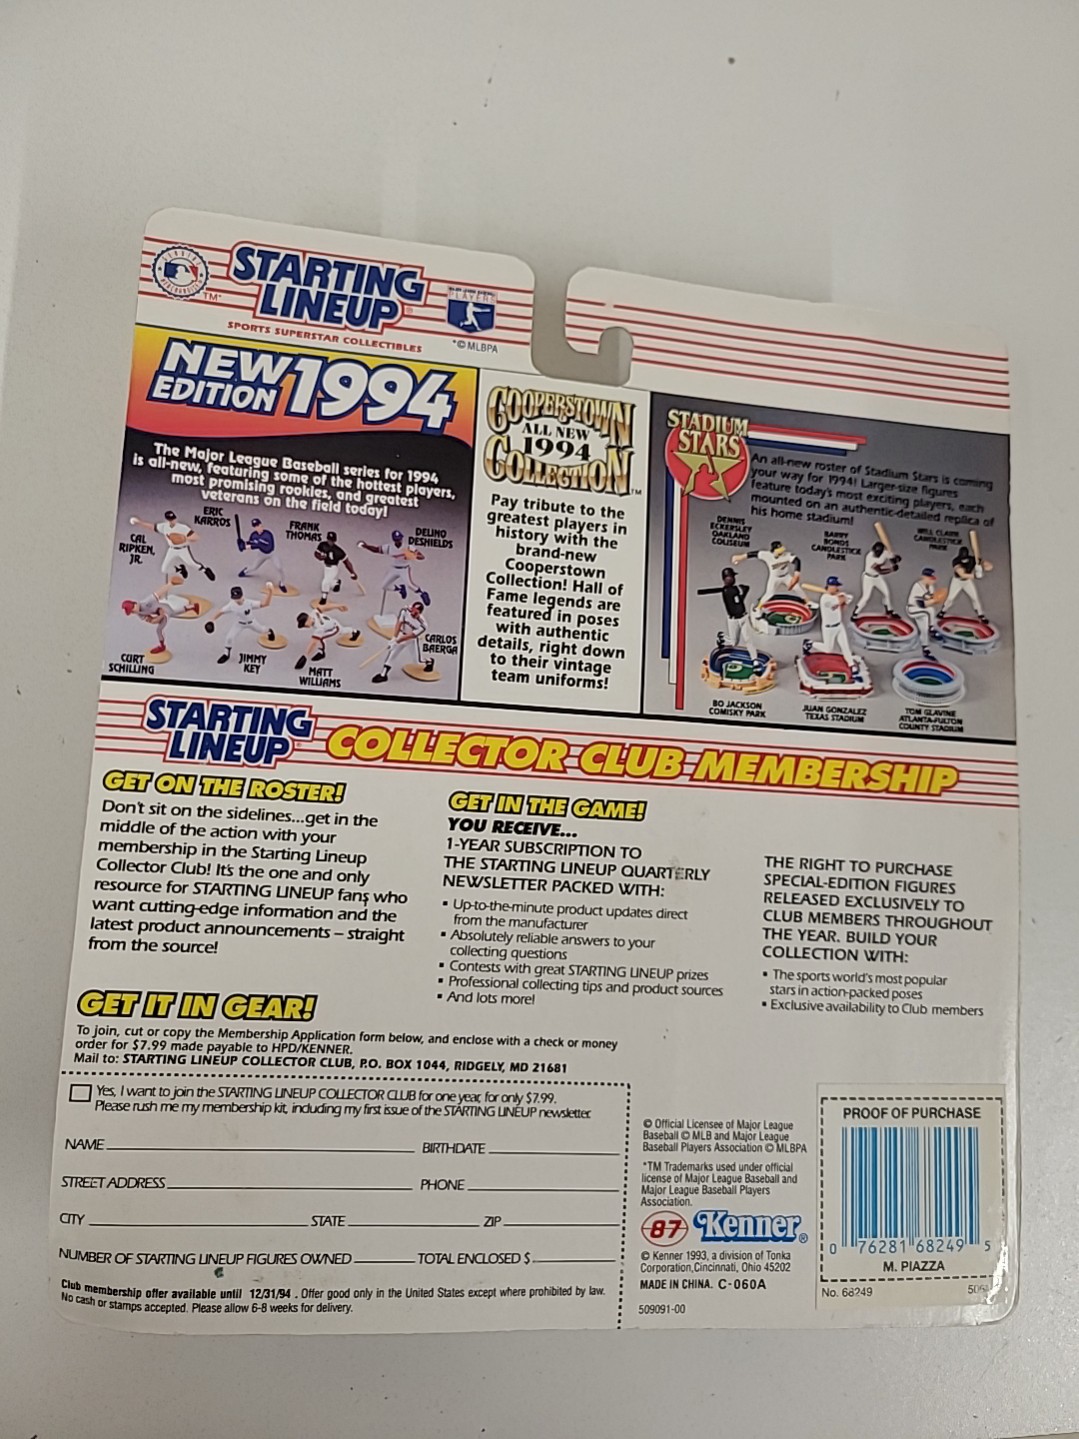 GENUINE MERCHANDISE
TM*
STARTING
LINEUP®
SPORTS SUPERSTAR COLLECTIBLES
PLAYERS
*© MLBPA
NEW
EDITION 1994
The Major League Baseball series for 1994
is all-new, featuring some of the hottest players,
most promising rookies, and greatest
veterans on the field today!
CAL
RIPKEN,
JR.
ERIC
KARROS
FRANK
THOMAS
DELINO
DESHIELDS
CURT
SCHILLING
JIMMY
KEY
MATT
WILLIAMS
CARLOS
BAERGA
COOPERSTOWN
ALL NEW
1994
COLLECTION™
Pay tribute to the
greatest players in
history with the
brand-new
Cooperstown
Collection! Hall of
Fame legends are
featured in poses
with authentic
details, right down
to their vintage
team uniforms!
STADIUM
STARS
An all-new roster of Stadium Stars is coming
your way for 1994! Larger-size figures
feature today's most exciting players, each
mounted on an authentic-detailed replica of
his home stadium!
DENNIS
ECKERSLEY
OAKLAND
COLISEUM
BARRY
BONDS
CANDLESTICK
PARK
WILL CLARK
CANDLESTICK
PARK
BO JACKSON
COMISKY PARK
JUAN GONZALEZ
TEXAS STADIUM
TOM GLAVINE
ATLANTA-FULTON
COUNTY STADIUM
STARTING
LINEUP®
COLLECTOR CLUB MEMBERSHIP
GET ON THE ROSTER!
Don't sit on the sidelines...get in the
middle of the action with your
membership in the Starting Lineup
Collector Club! It's the one and only
resource for STARTING LINEUP fans who
want cutting-edge information and the
latest product announcements – straight
from the source!
GET IN THE GAME!
YOU RECEIVE...
1-YEAR SUBSCRIPTION TO
THE STARTING LINEUP QUARTERLY
NEWSLETTER PACKED WITH:
▪ Up-to-the-minute product updates direct
from the manufacturer
▪ Absolutely reliable answers to your
collecting questions
▪ Contests with great STARTING LINEUP prizes
▪ Professional collecting tips and product sources
▪ And lots more!
THE RIGHT TO PURCHASE
SPECIAL-EDITION FIGURES
RELEASED EXCLUSIVELY TO
CLUB MEMBERS THROUGHOUT
THE YEAR. BUILD YOUR
COLLECTION WITH:
▪ The sports world's most popular
stars in action-packed poses
▪ Exclusive availability to Club members
GET IT IN GEAR!
To join, cut or copy the Membership Application form below, and enclose with a check or money
order for $7.99 made payable to HPD/KENNER.
Mail to: STARTING LINEUP COLLECTOR CLUB, P.O. BOX 1044, RIDGELY, MD 21681
Yes, I want to join the STARTING LINEUP COLLECTOR CLUB for one year, for only $7.99.
Please rush me my membership kit, including my first issue of the STARTING LINEUP newsletter.
NAME BIRTHDATE
STREET ADDRESS PHONE
CITY STATE ZIP
NUMBER OF STARTING LINEUP FIGURES OWNED TOTAL ENCLOSED $
Club membership offer available until 12/31/94 . Offer good only in the United States except where prohibited by law.
No cash or stamps accepted. Please allow 6-8 weeks for delivery.
© Official Licensee of Major League
Baseball © MLB and Major League
Baseball Players Association © MLBPA
*TM Trademarks used under official
license of Major League Baseball and
Major League Baseball Players
Association.
87 Kenner®
© Kenner 1993, a division of Tonka
Corporation, Cincinnati, Ohio 45202
MADE IN CHINA. C-060A
509091-00
PROOF OF PURCHASE
0 76281 68249 5
M. PIAZZA
No. 68249